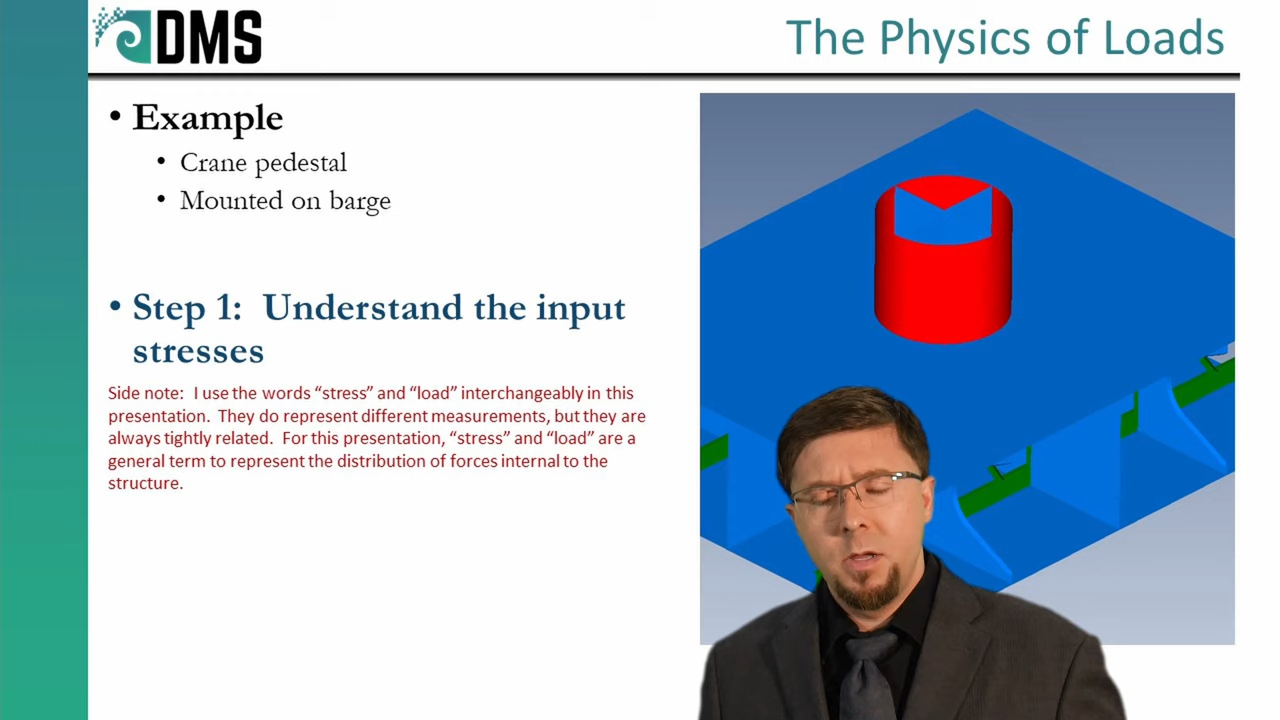 DMS
The Physics of Loads
• Example
• Crane pedestal
• Mounted on barge
• Step 1: Understand the input
stresses
Side note: I use the words “stress” and “load” interchangeably in this
presentation. They do represent different measurements, but they are
always tightly related. For this presentation, “stress” and “load” are a
general term to represent the distribution of forces internal to the
structure.